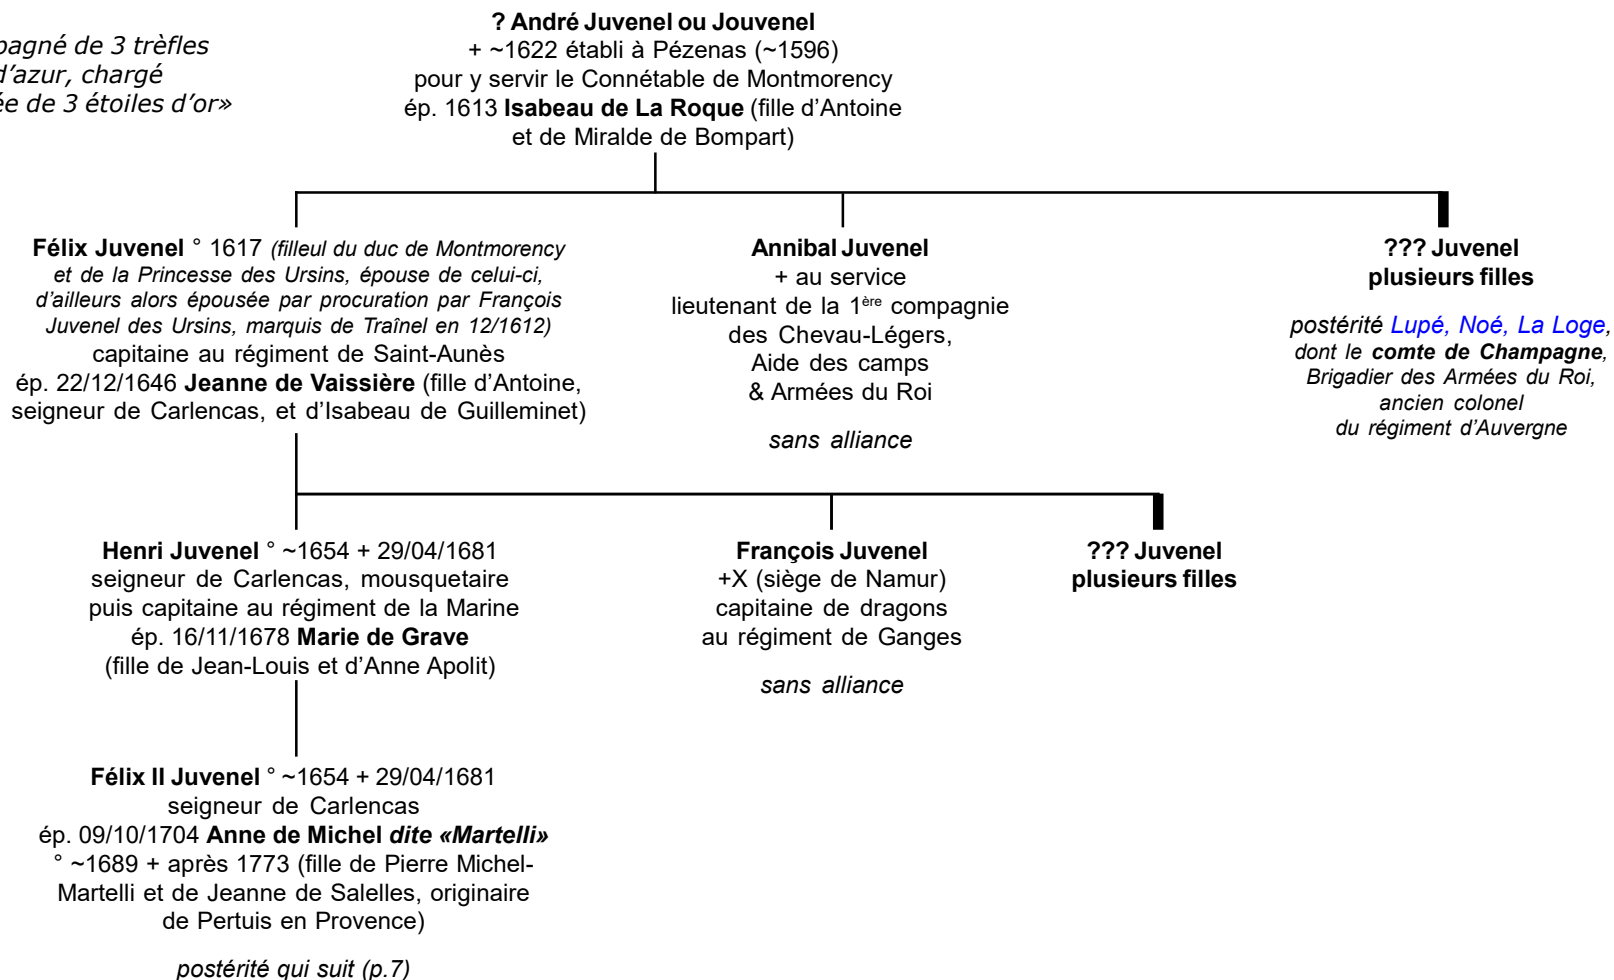 ? André Juvenel ou Jouvenel
+ ~1622 établi à Pézenas (~1596)
pour y servir le Connétable de Montmorency
ép. 1613 Isabeau de La Roque (fille d'Antoine
et de Miralde de Bompart)
de 3 trèfles
d'azur, chargé
de 3 étoiles d'or»
Félix Juvenel ° 1617 (filleul du duc de Montmorency
et de la Princesse des Ursins, épouse de celui-ci,
d'ailleurs alors épousée par procuration par François
Juvenel des Ursins, marquis de Traînel en 12/1612)
capitaine au régiment de Saint-Aunès
ép. 22/12/1646 Jeanne de Vaissière (fille d'Antoine,
seigneur de Carlencas, et d'Isabeau de Guilleminet)
Annibal Juvenel
+ au service
lieutenant de la 1ère compagnie
des Chevau-Légers,
Aide des camps
& Armées du Roi
sans alliance
??? Juvenel
plusieurs filles
postérité Lupé, Noé, La Loge,
dont le comte de Champagne,
Brigadier des Armées du Roi,
ancien colonel
du régiment d'Auvergne
Henri Juvenel ° ~1654 + 29/04/1681
seigneur de Carlencas, mousquetaire
puis capitaine au régiment de la Marine
ép. 16/11/1678 Marie de Grave
(fille de Jean-Louis et d'Anne Apolit)
François Juvenel
+X (siège de Namur)
capitaine de dragons
au régiment de Ganges
sans alliance
??? Juvenel
plusieurs filles
Félix II Juvenel ° ~1654 + 29/04/1681
seigneur de Carlencas
ép. 09/10/1704 Anne de Michel dite «Martelli»
° ~1689 + après 1773 (fille de Pierre Michel-
Martelli et de Jeanne de Salelles, originaire
de Pertuis en Provence)
postérité qui suit (p.7)